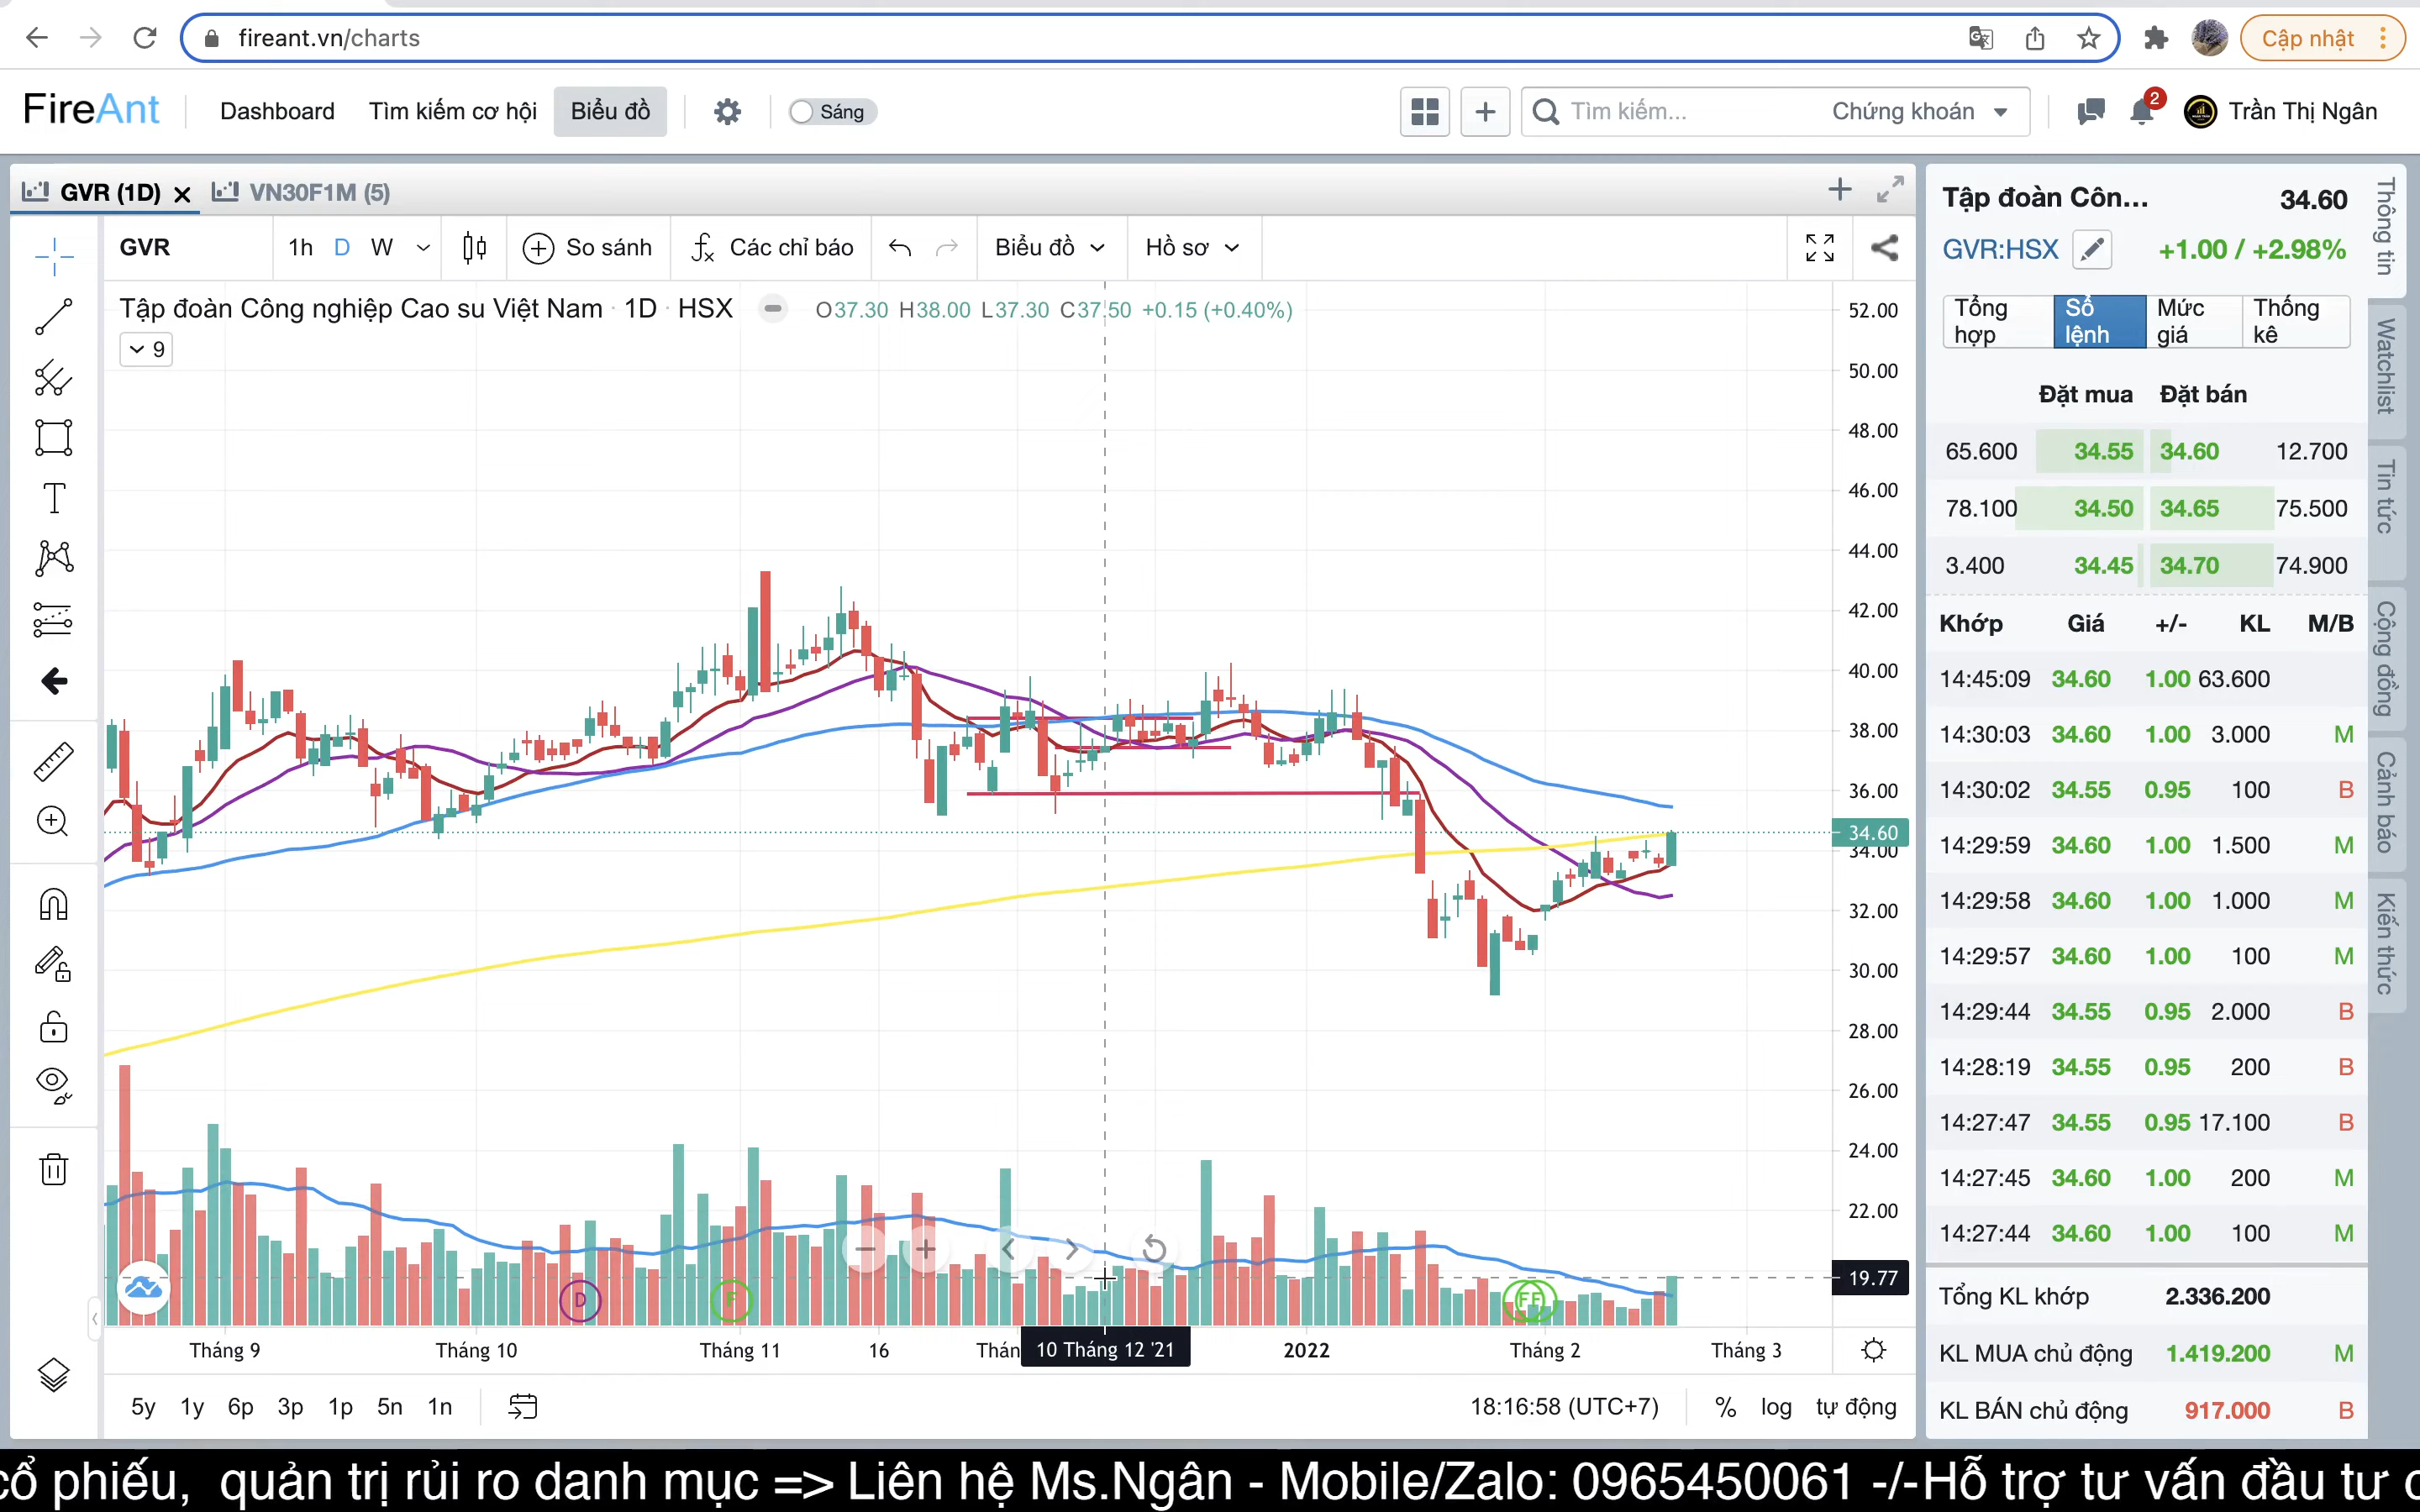 fireant.vn/charts
Cập nhật
FireAnt
Dashboard
Tìm kiếm cơ hội
Biểu đồ
Sáng
Tìm kiếm...
Chứng khoán
2
Trần Thị Ngân
GVR (1D)
VN30F1M (5)
GVR
1h D W
So sánh
Các chỉ báo
Biểu đồ
Hồ sơ
Tập đoàn Công nghiệp Cao su Việt Nam · 1D · HSX
O37.30 H38.00 L37.30 C37.50 +0.15 (+0.40%)
9
52.00
50.00
48.00
46.00
44.00
42.00
40.00
38.00
36.00
34.60
34.00
32.00
30.00
28.00
26.00
24.00
22.00
19.77
D
F
F F
Tháng 9
Tháng 10
Tháng 11
16
Thán
10 Tháng 12 '21
2022
Tháng 2
Tháng 3
5y 1y 6p 3p 1p 5n 1n
18:16:58 (UTC+7)
% log tự động
Tập đoàn Côn... 34.60
GVR:HSX +1.00 / +2.98%
Tổng hợp
Sổ lệnh
Mức giá
Thống kê
Đặt mua Đặt bán
65.600 34.55 34.60 12.700
78.100 34.50 34.65 75.500
3.400 34.45 34.70 74.900
Khớp Giá +/- KL M/B
14:45:09 34.60 1.00 63.600
14:30:03 34.60 1.00 3.000 M
14:30:02 34.55 0.95 100 B
14:29:59 34.60 1.00 1.500 M
14:29:58 34.60 1.00 1.000 M
14:29:57 34.60 1.00 100 M
14:29:44 34.55 0.95 2.000 B
14:28:19 34.55 0.95 200 B
14:27:47 34.55 0.95 17.100 B
14:27:45 34.60 1.00 200 M
14:27:44 34.60 1.00 100 M
Tổng KL khớp 2.336.200
KL MUA chủ động 1.419.200 M
KL BÁN chủ động 917.000 B
Thông tin
Watchlist
Tin tức
Cộng đồng
Cảnh báo
Kiến thức
cổ phiếu, quản trị rủi ro danh mục => Liên hệ Ms.Ngân - Mobile/Zalo: 0965450061 -/-Hỗ trợ tư vấn đầu tư c